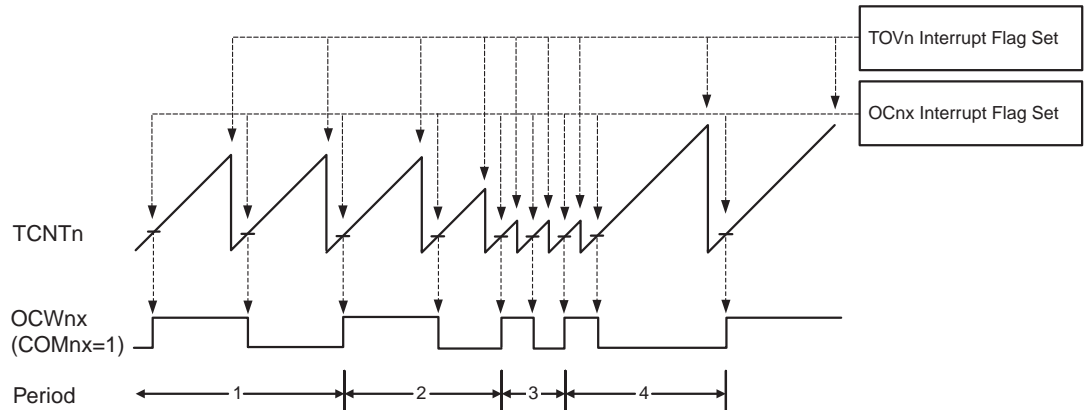 TOVn Interrupt Flag Set
OCnx Interrupt Flag Set
TCNTn
OCWnx
(COMnx=1)
Period
1
2
3
4